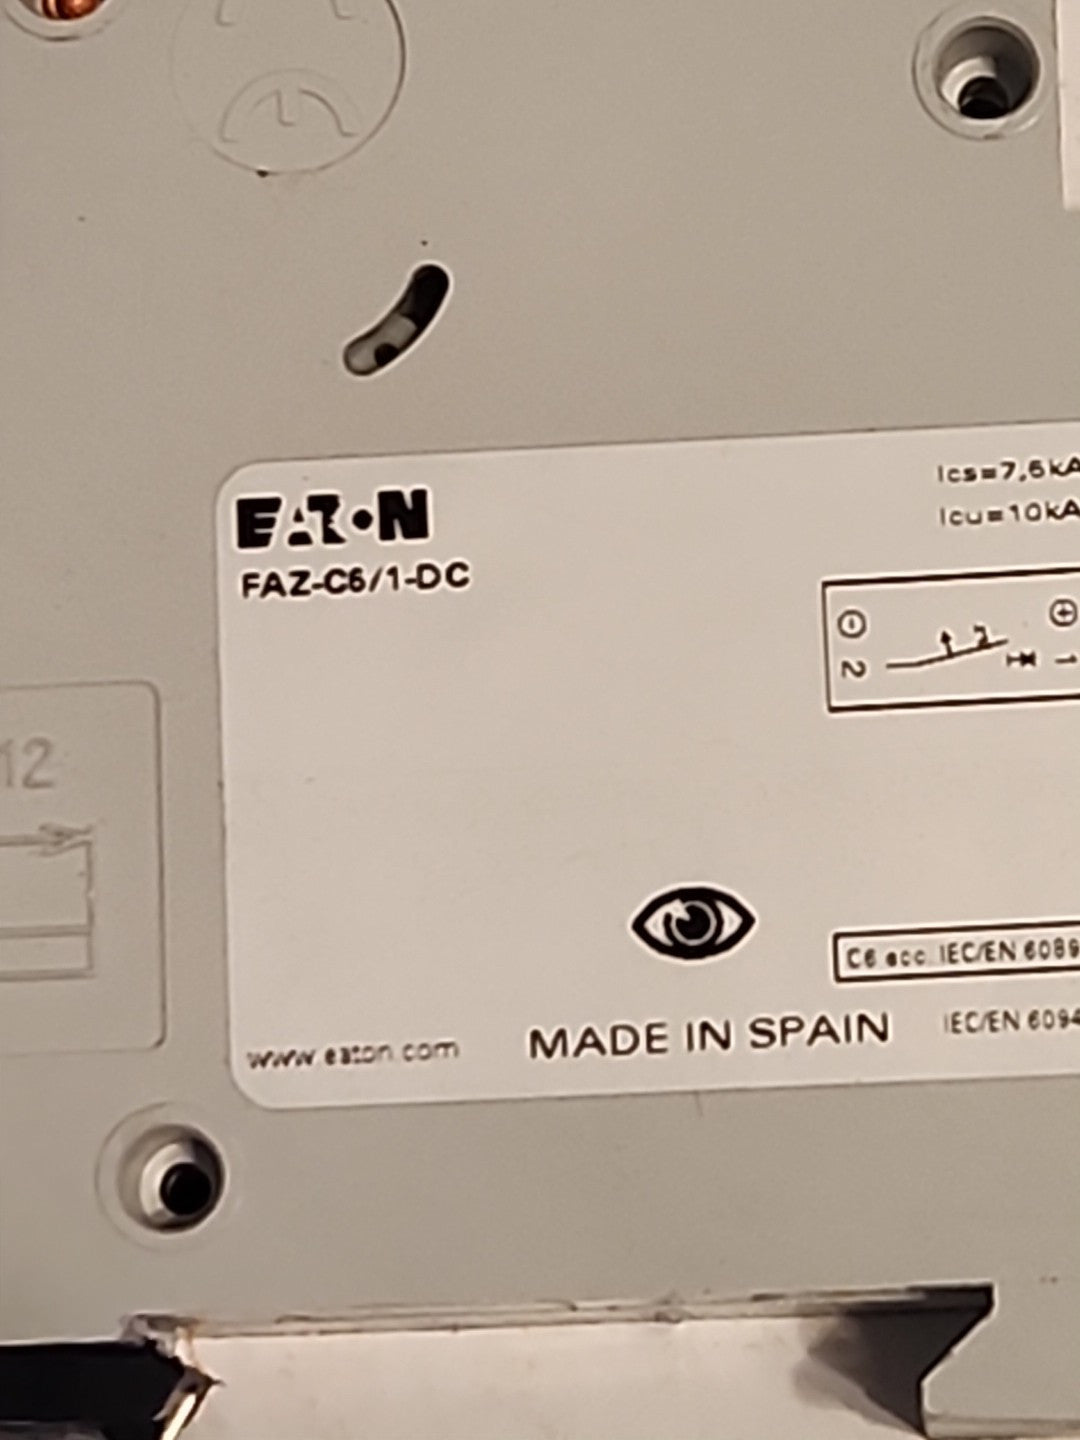 Ics=7,5kA
Icu=10kA
EATON
FAZ-C6/1-DC
2 1
12
C6 acc. IEC/EN 6089
IEC/EN 6094
MADE IN SPAIN
www.eaton.com